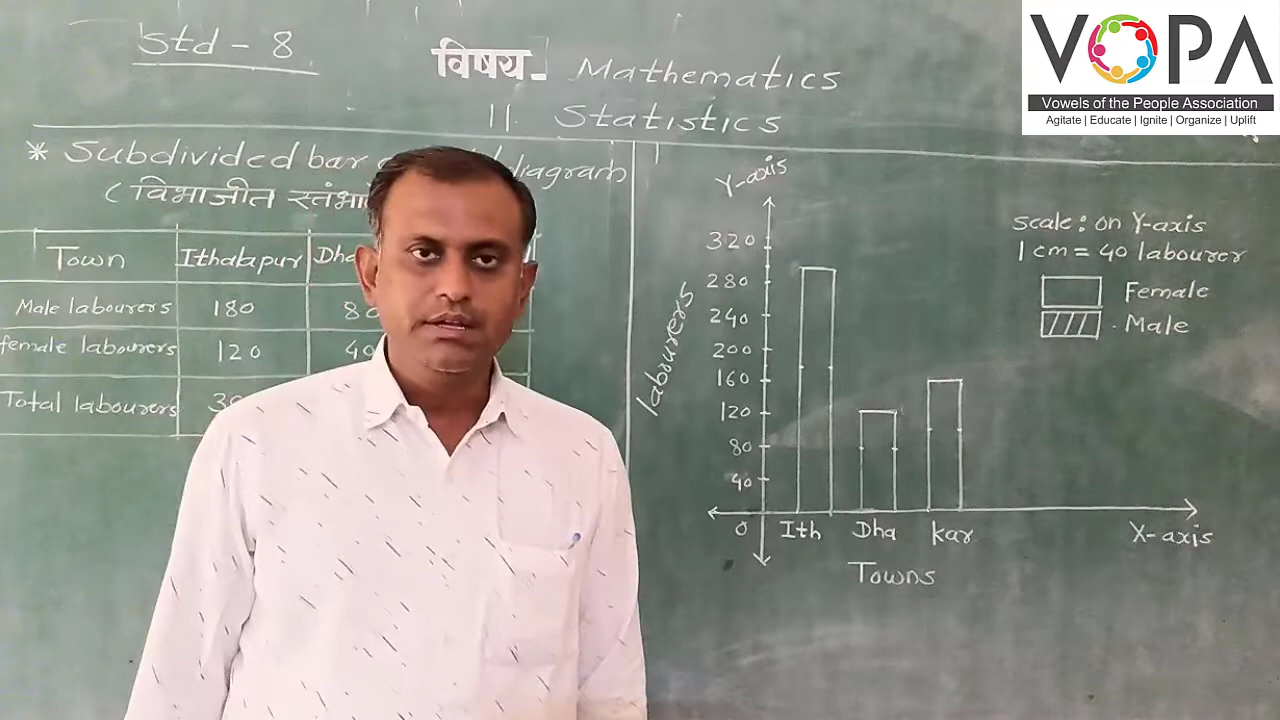 Std - 8
विषय - Mathematics
11. Statistics
* Subdivided bar diagram
(विभाजीत
Town Ithalapur
Male labourers 180
female labourers 120 40
Total labourers
Y-axis
320
280
240
200
160
120
80
40
0
labourers
Ith Dha kar
X-axis
Towns
scale: on Y-axis
1 cm = 40 labourer
Female
Male
VOPA
Vowels of the People Association
Agitate | Educate | Ignite | Organize | Uplift